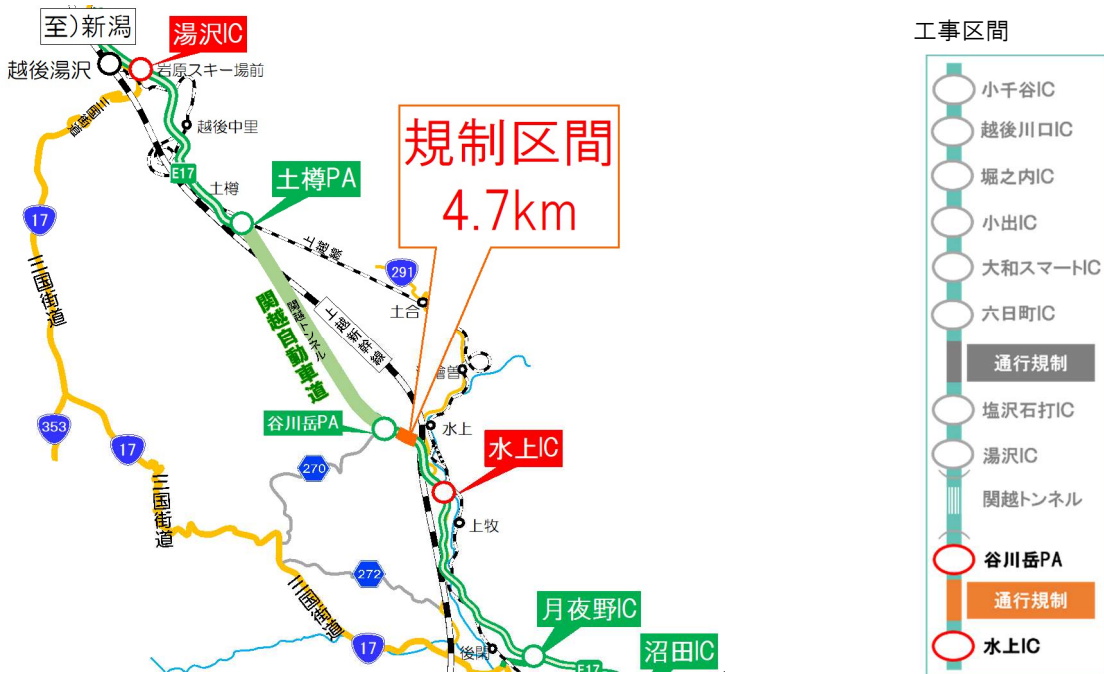 至)新潟
湯沢IC
越後湯沢
岩原スキー場前
三国街道
越後中里
E17
土樽
土樽PA
規制区間
4.7km
17
三国街道
上越線
291
土合
関越自動車道
関越トンネル
上越新幹線
檜曽
谷川岳PA
水上
353
17
270
水上IC
三国街道
上牧
272
三国街道
月夜野IC
17
後閑
沼田IC
E17
工事区間
小千谷IC
越後川口IC
堀之内IC
小出IC
大和スマートIC
六日町IC
通行規制
塩沢石打IC
湯沢IC
関越トンネル
谷川岳PA
通行規制
水上IC